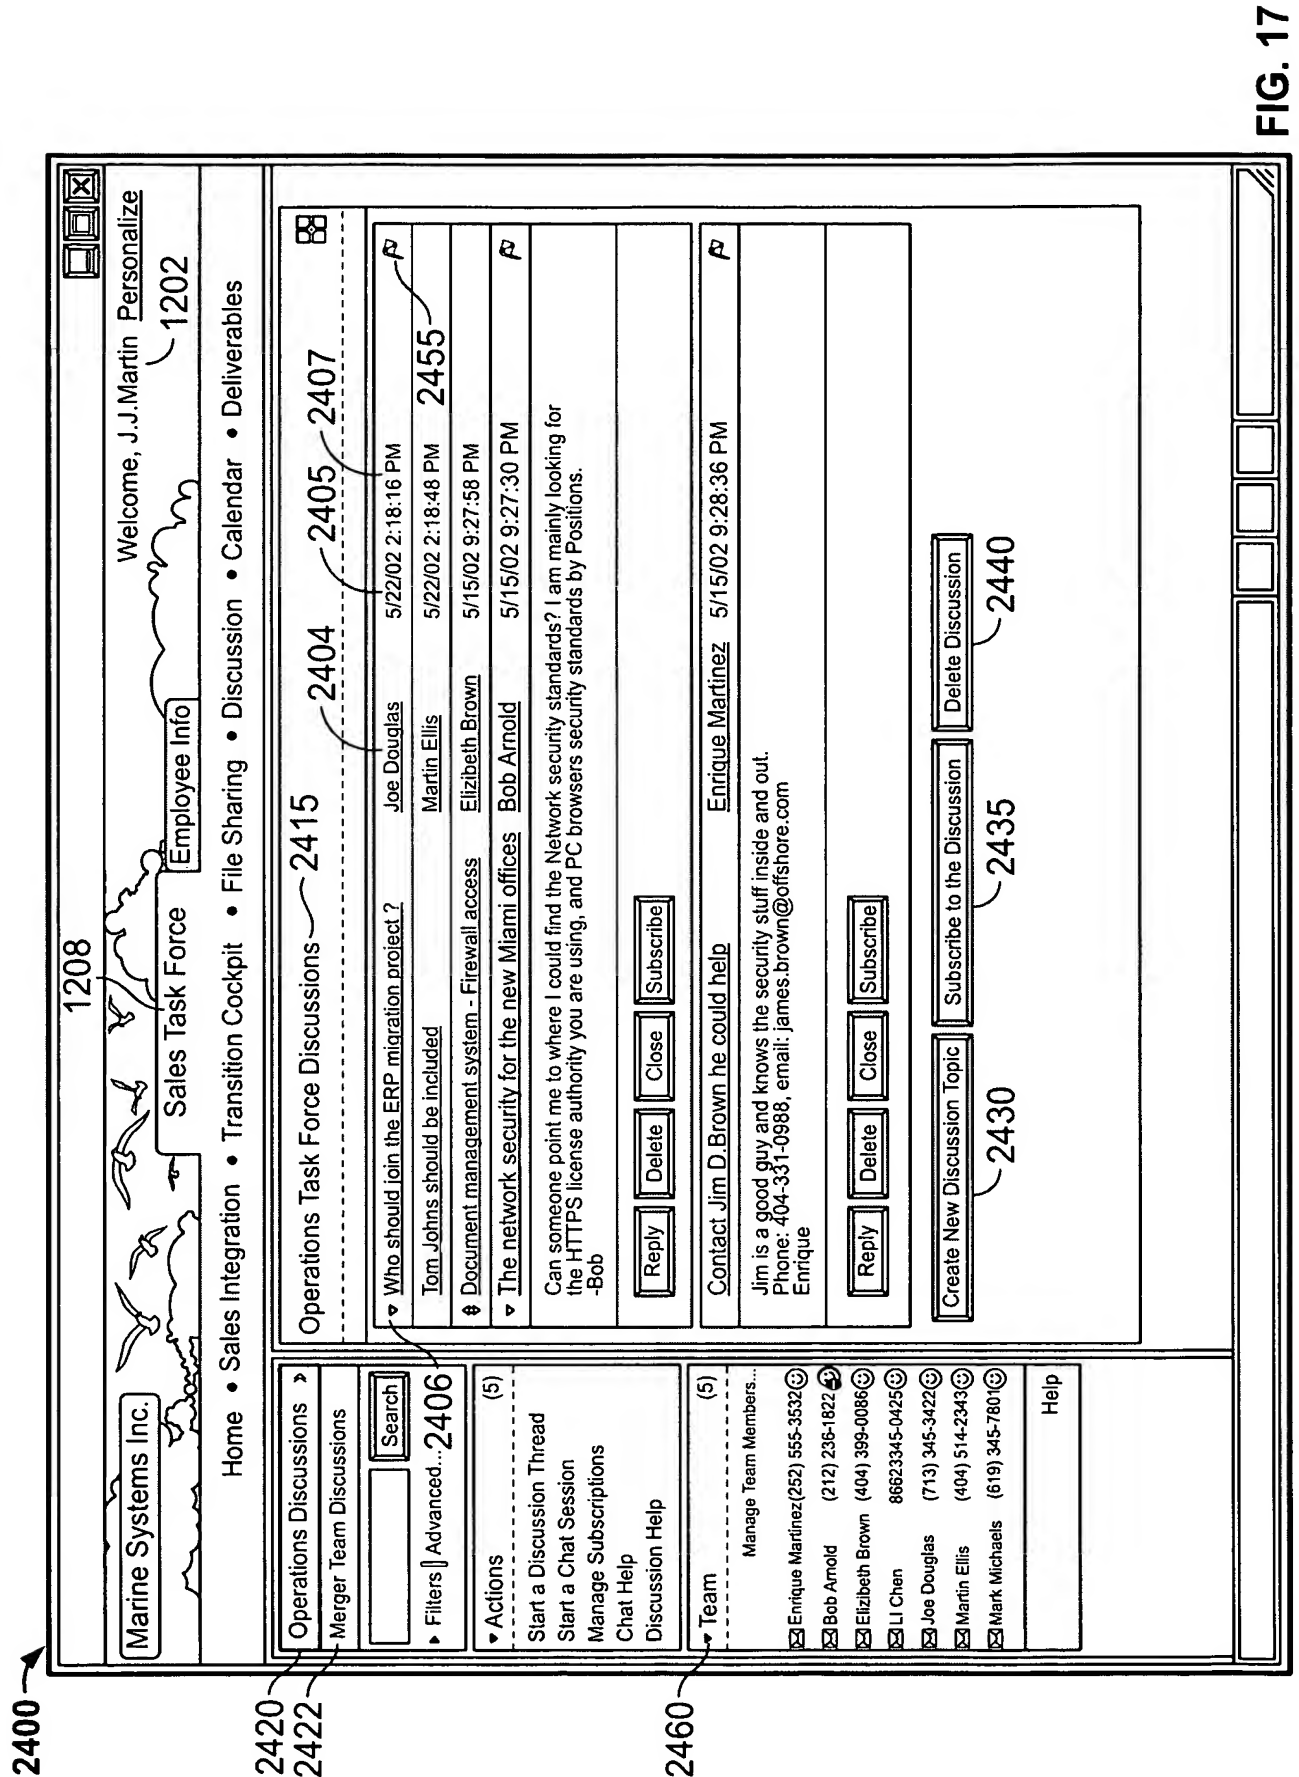 2400
1208
Welcome, J.J.Martin Personalize
1202
Marine Systems Inc.
Sales Task Force
Employee Info
Home • Sales Integration • Transition Cockpit • File Sharing • Discussion • Calendar • Deliverables
2420
2422
Operations Discussions »
Merger Team Discussions
Search
Filters Advanced...
2406
Actions (5)
Start a Discussion Thread
Start a Chat Session
Manage Subscriptions
Chat Help
Discussion Help
2460
Team (5)
Manage Team Members...
Enrique Martinez (252) 555-3532
Bob Arnold (212) 236-1822
Elizibeth Brown (404) 399-0086
LI Chen 86623345-0425
Joe Douglas (713) 345-3422
Martin Ellis (404) 514-2343
Mark Michaels (619) 345-7801
Help
Operations Task Force Discussions
2415
2404
2405
2407
Who should join the ERP migration project ? Joe Douglas 5/22/02 2:18:16 PM
Tom Johns should be included Martin Ellis 5/22/02 2:18:48 PM
2455
Document management system - Firewall access Elizibeth Brown 5/15/02 9:27:58 PM
The network security for the new Miami offices Bob Arnold 5/15/02 9:27:30 PM
Can someone point me to where I could find the Network security standards? I am mainly looking for
the HTTPS license authority you are using, and PC browsers security standards by Positions.
-Bob
Reply Delete Close Subscribe
Contact Jim D.Brown he could help Enrique Martinez 5/15/02 9:28:36 PM
Jim is a good guy and knows the security stuff inside and out.
Phone: 404-331-0988, email: james.brown@offshore.com
Enrique
Reply Delete Close Subscribe
Create New Discussion Topic Subscribe to the Discussion Delete Discussion
2430
2435
2440
FIG. 17